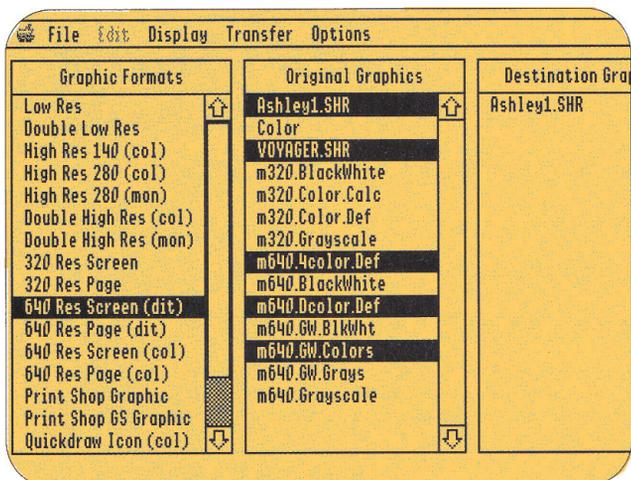 File Edit Display Transfer Options
Graphic Formats
Low Res
Double Low Res
High Res 140 (col)
High Res 280 (col)
High Res 280 (mon)
Double High Res (col)
Double High Res (mon)
320 Res Screen
320 Res Page
640 Res Screen (dit)
640 Res Page (dit)
640 Res Screen (col)
640 Res Page (col)
Print Shop Graphic
Print Shop GS Graphic
Quickdraw Icon (col)
Original Graphics
Ashley1.SHR
Color
VOYAGER.SHR
m320.BlackWhite
m320.Color.Calc
m320.Color.Def
m320.Grayscale
m640.4color.Def
m640.BlackWhite
m640.Dcolor.Def
m640.GW.BlkWht
m640.GW.Colors
m640.GW.Grays
m640.Grayscale
Destination Grap
Ashley1.SHR